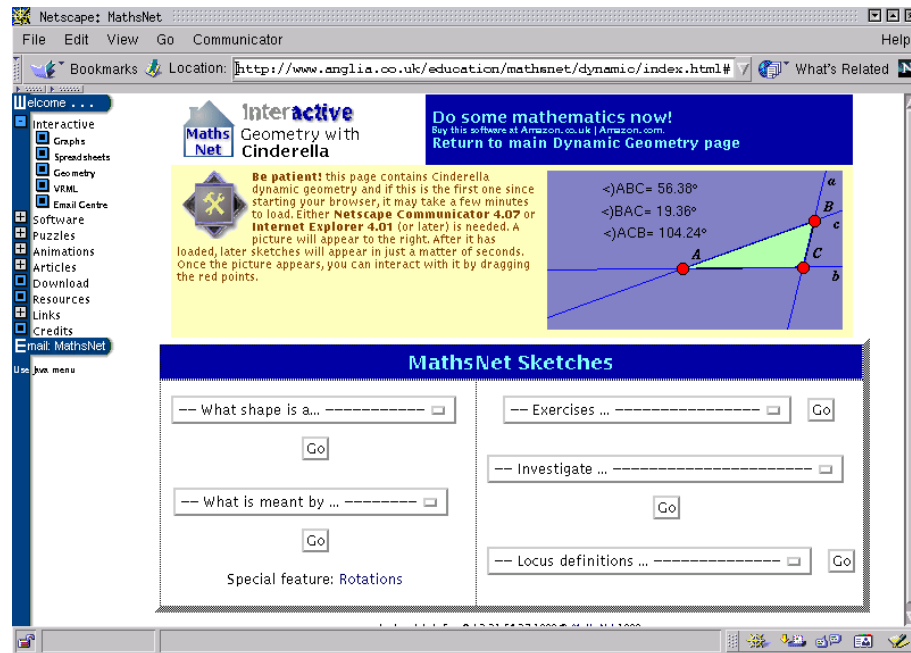 Netscape: MathsNet
File Edit View Go Communicator Help
Bookmarks Location: http://www.anglia.co.uk/education/mathsnet/dynamic/index.html# What's Related
Welcome . . .
Interactive
Graphs
Spreadsheets
Geometry
VRML
Email Centre
Software
Puzzles
Animations
Articles
Download
Resources
Links
Credits
Email: MathsNet
Use Java menu
Maths
Net
Interactive
Geometry with
Cinderella
Do some mathematics now!
Buy this software at Amazon.co.uk | Amazon.com.
Return to main Dynamic Geometry page
Be patient! this page contains Cinderella
dynamic geometry and if this is the first one since
starting your browser, it may take a few minutes
to load. Either Netscape Communicator 4.07 or
Internet Explorer 4.01 (or later) is needed. A
picture will appear to the right. After it has
loaded, later sketches will appear in just a matter of seconds.
Once the picture appears, you can interact with it by dragging
the red points.
<)ABC= 56.38°
<)BAC= 19.36°
<)ACB= 104.24°
a
B
c
A
C
b
MathsNet Sketches
-- What shape is a... -----------
Go
-- What is meant by ... --------
Go
Special feature: Rotations
-- Exercises ... ----------------
Go
-- Investigate ... ----------------------
Go
-- Locus definitions ... ---------------
Go